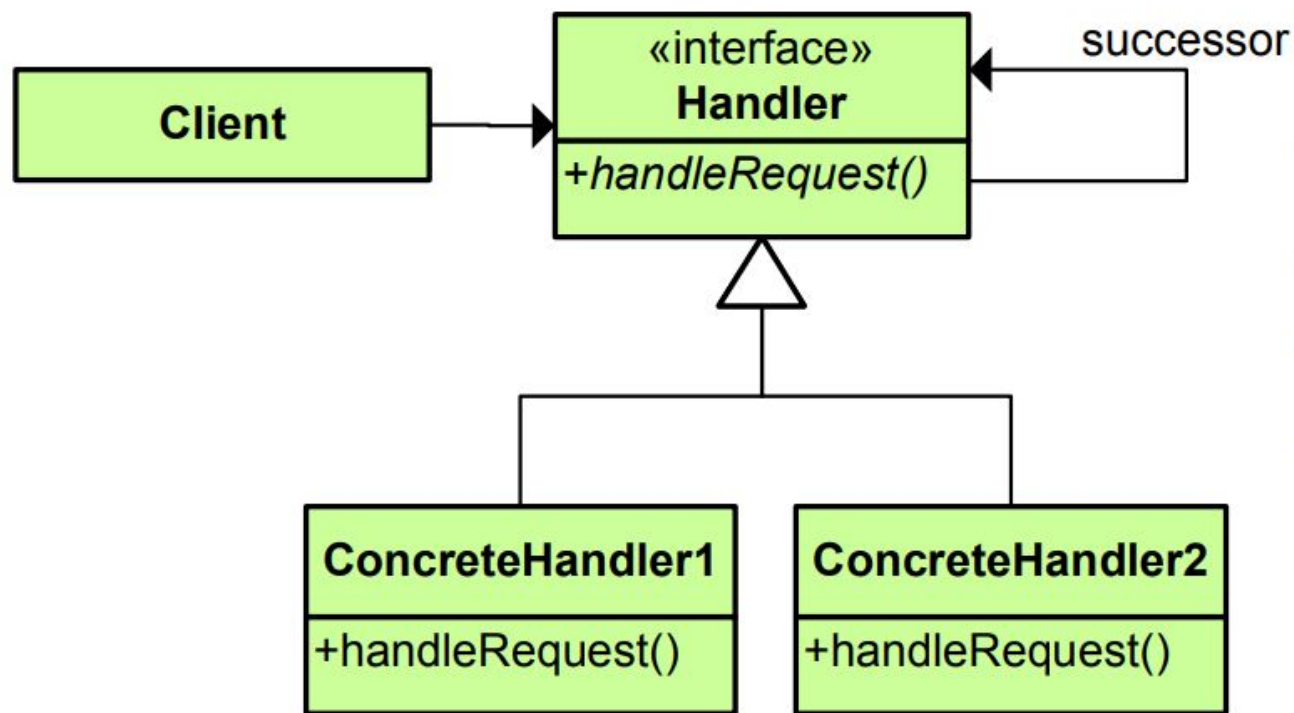 successor
«interface»
Handler
Client
+handleRequest()
ConcreteHandler1
ConcreteHandler2
+handleRequest()
+handleRequest()